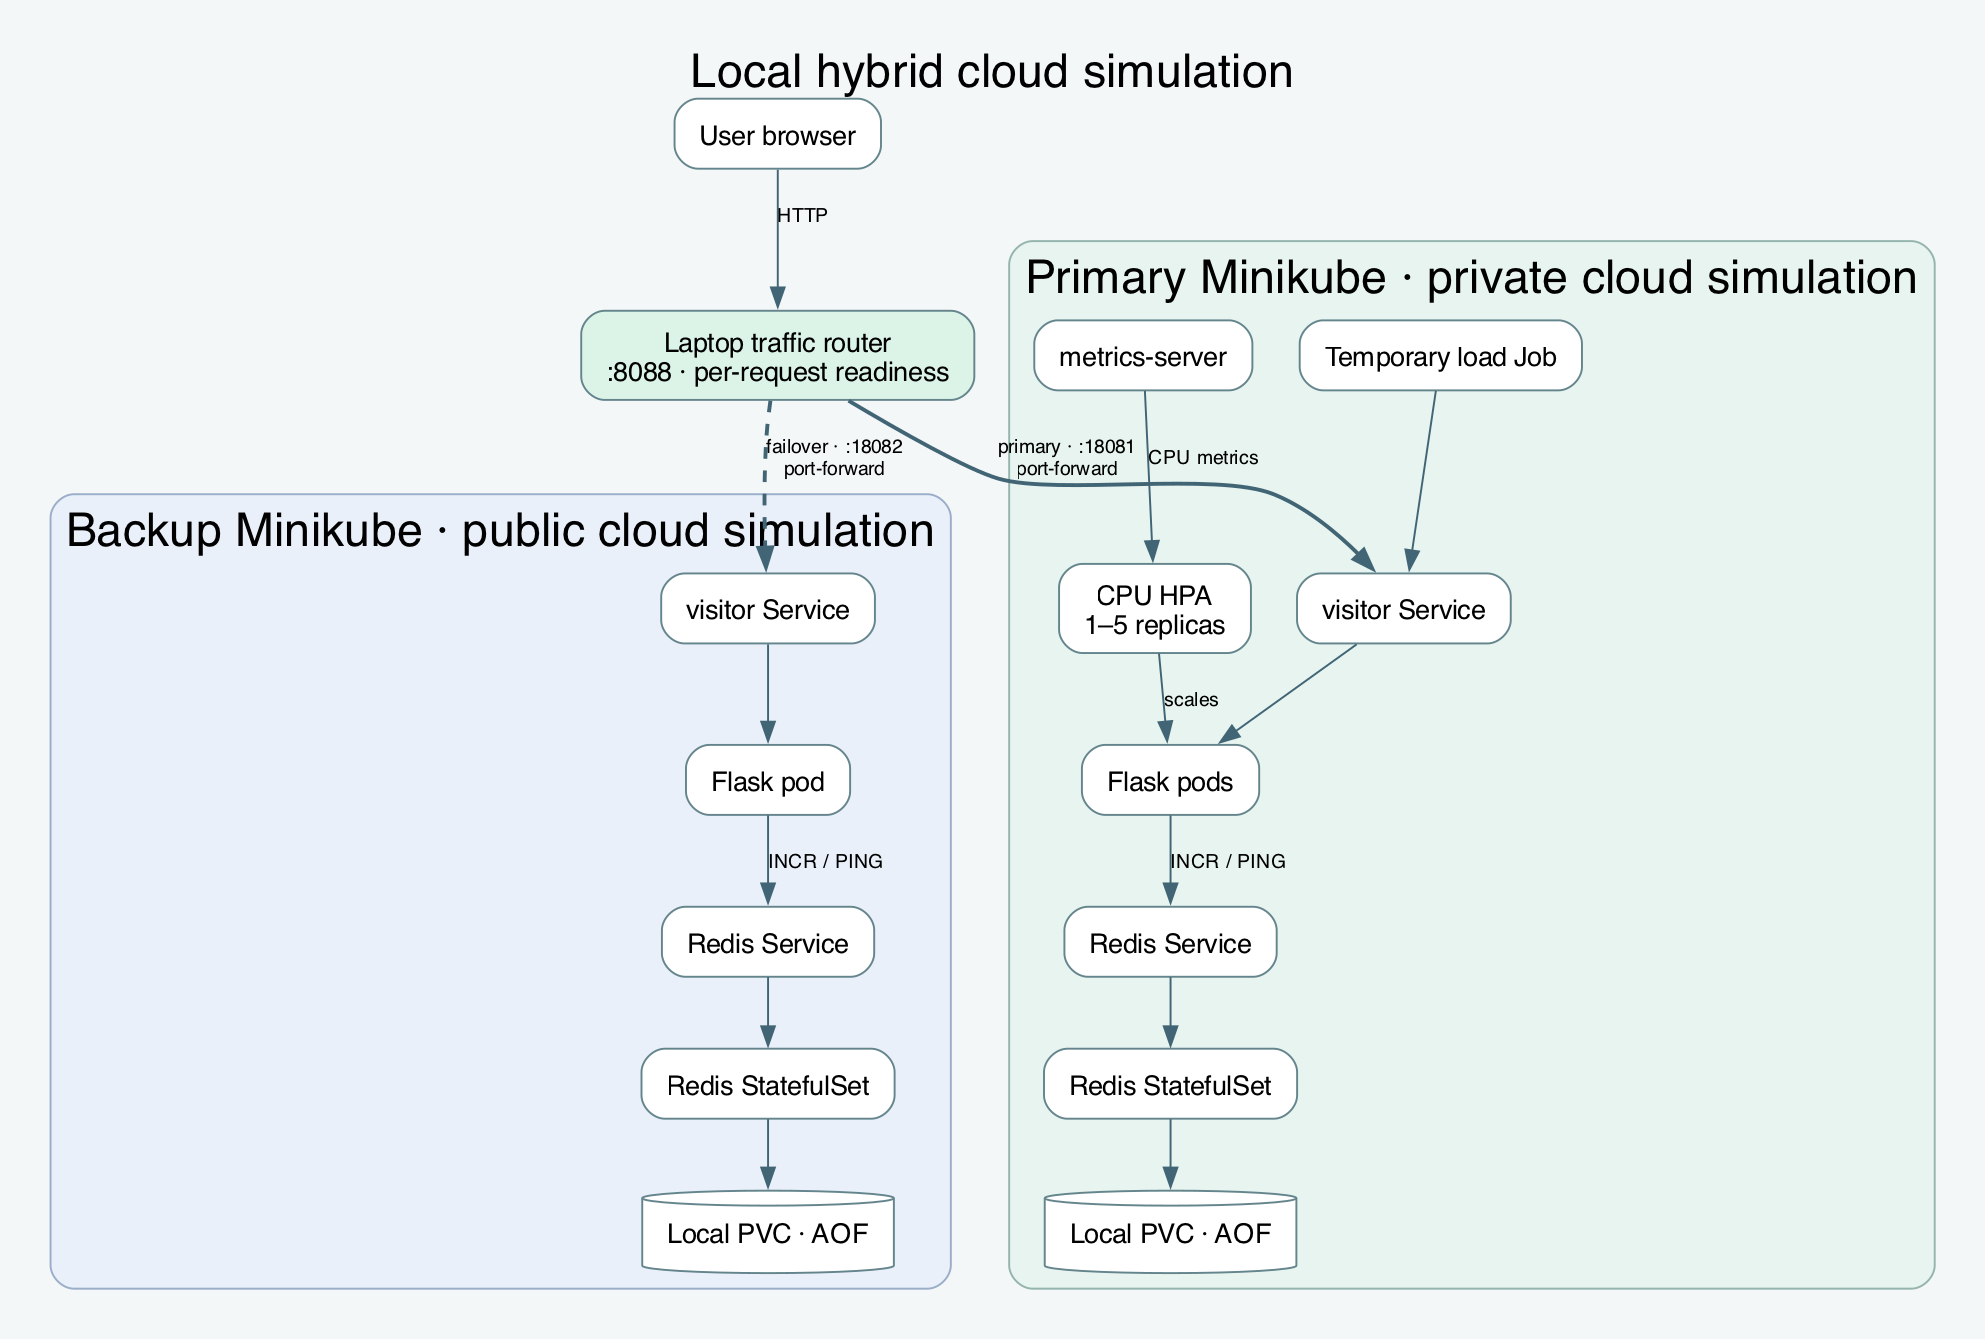 Local hybrid cloud simulation
User browser
HTTP
Laptop traffic router
:8088 · per-request readiness
failover · :18082
port-forward
primary · :18081
port-forward
Primary Minikube · private cloud simulation
metrics-server
Temporary load Job
CPU metrics
CPU HPA
1–5 replicas
visitor Service
scales
Flask pods
INCR / PING
Redis Service
Redis StatefulSet
Local PVC · AOF
Backup Minikube · public cloud simulation
visitor Service
Flask pod
INCR / PING
Redis Service
Redis StatefulSet
Local PVC · AOF